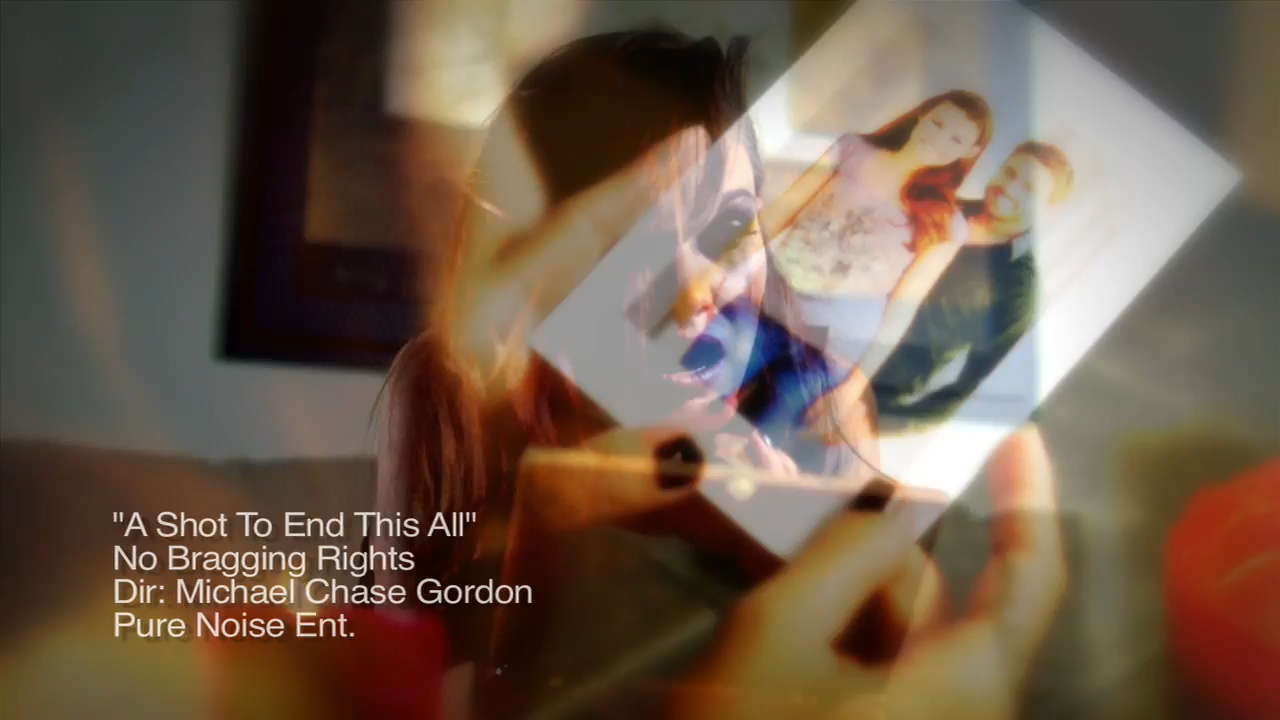 "A Shot To End This All"
No Bragging Rights
Dir: Michael Chase Gordon
Pure Noise Ent.